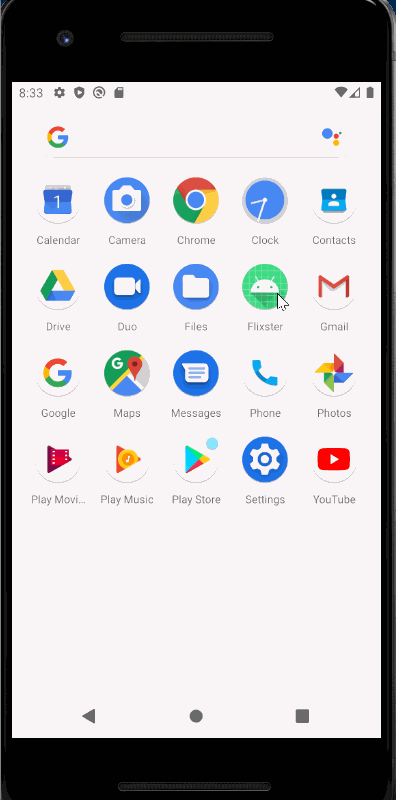 8:33
Calendar Camera Chrome Clock Contacts
Drive Duo Files Flixster Gmail
Google Maps Messages Phone Photos
Play Movi... Play Music Play Store Settings YouTube